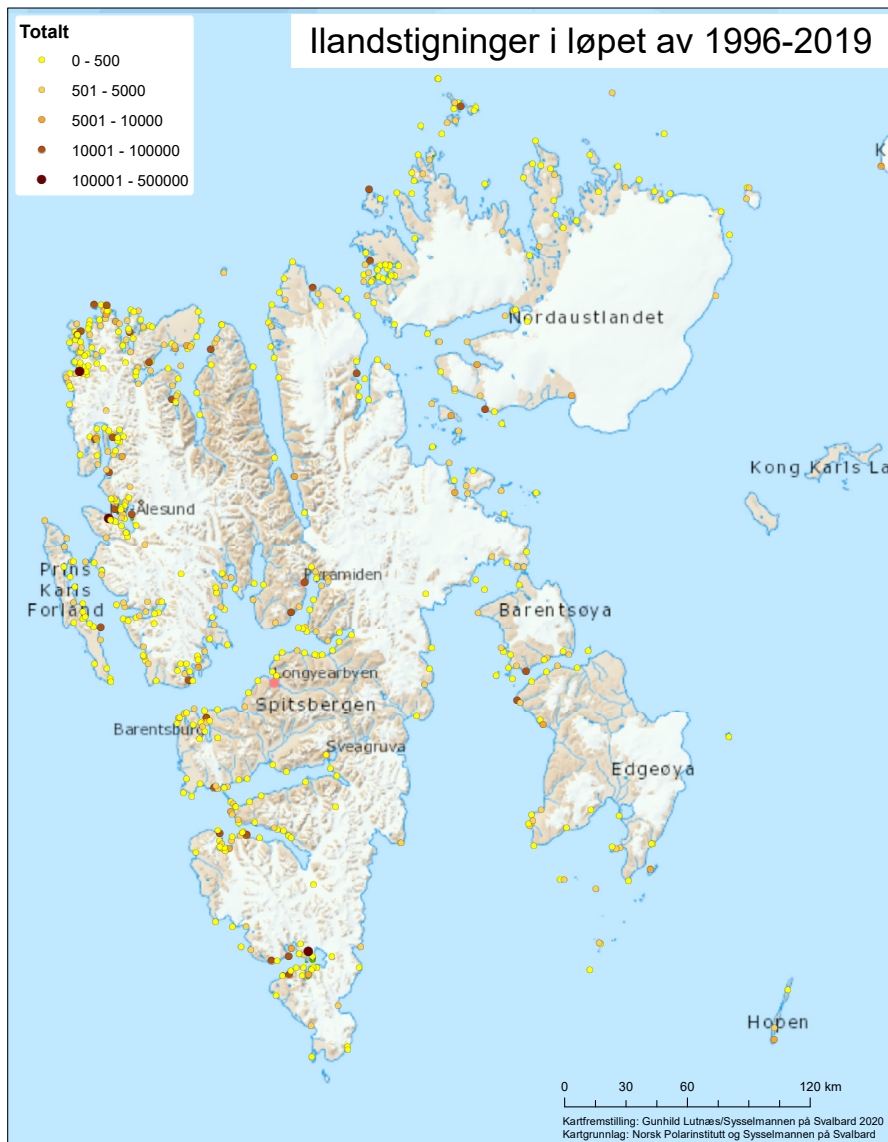 Ilandstigninger i løpet av 1996-2019
Totalt
0 - 500
501 - 5000
5001 - 10000
10001 - 100000
100001 - 500000
K
Nordaustlandet
Kong Karls La
Ålesund
Prins
Karls
Forland
Pyramiden
Barentsøya
Longyearbyen
Spitsbergen
Barentsburg
Sveagruva
Edgeøya
Hopen
0 30 60 120 km
Kartfremstilling: Gunhild Lutnæs/Sysselmannen på Svalbard 2020
Kartgrunnlag: Norsk Polarinstitutt og Sysselmannen på Svalbard